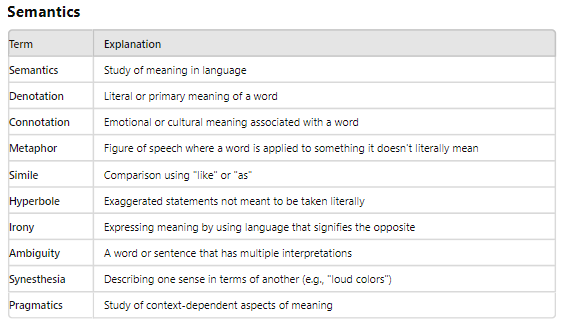 Semantics
Term Explanation
Semantics Study of meaning in language
Denotation Literal or primary meaning of a word
Connotation Emotional or cultural meaning associated with a word
Metaphor Figure of speech where a word is applied to something it doesn't literally mean
Simile Comparison using "like" or "as"
Hyperbole Exaggerated statements not meant to be taken literally
Irony Expressing meaning by using language that signifies the opposite
Ambiguity A word or sentence that has multiple interpretations
Synesthesia Describing one sense in terms of another (e.g., "loud colors")
Pragmatics Study of context-dependent aspects of meaning